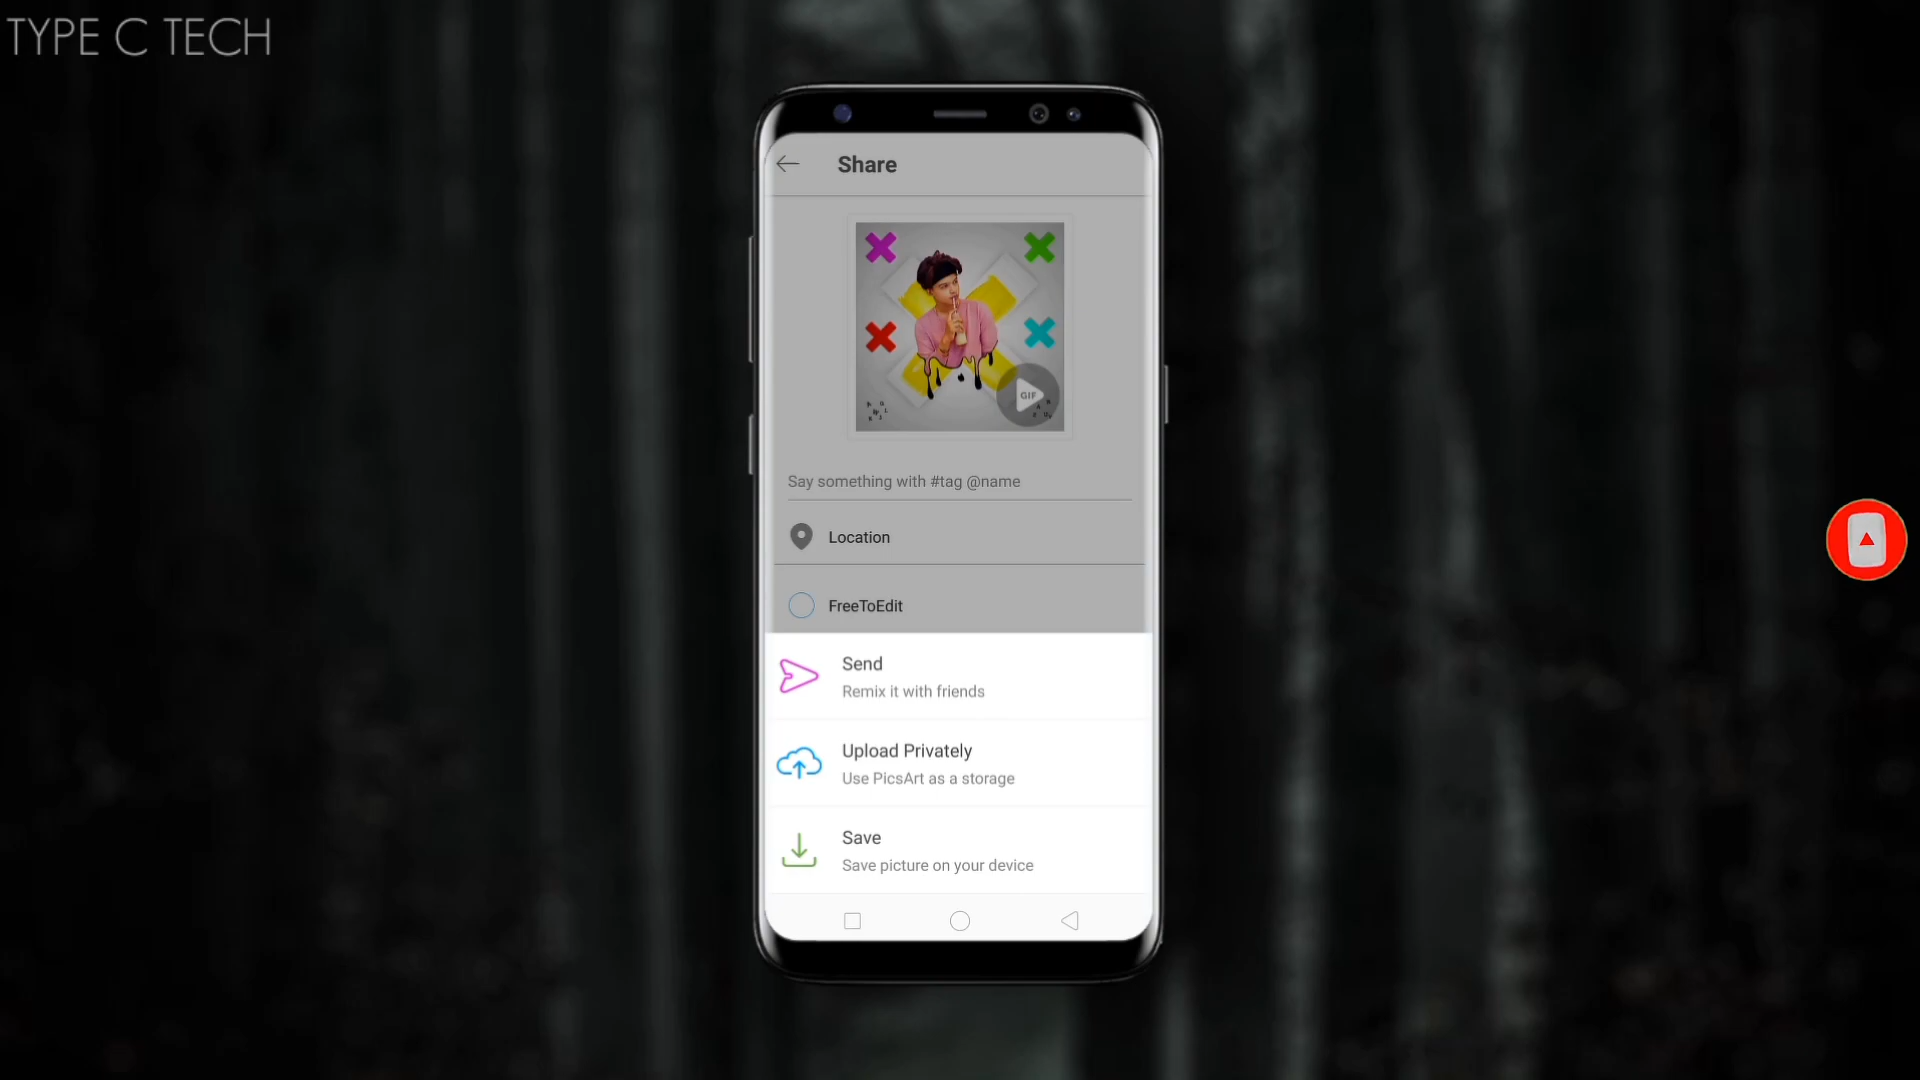 TYPE C TECH
Share
GIF
Say something with #tag @name
Location
FreeToEdit
Send
Remix it with friends
Upload Privately
Use PicsArt as a storage
Save
Save picture on your device